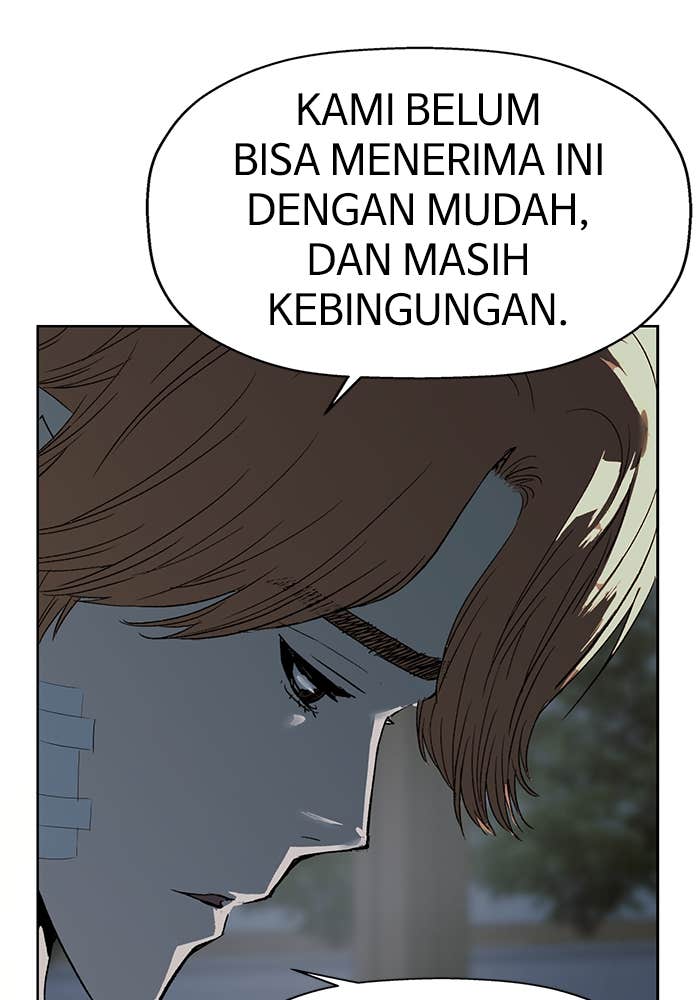 KAMI BELUM
BISA MENERIMA INI
DENGAN MUDAH,
DAN MASIH
KEBINGUNGAN.